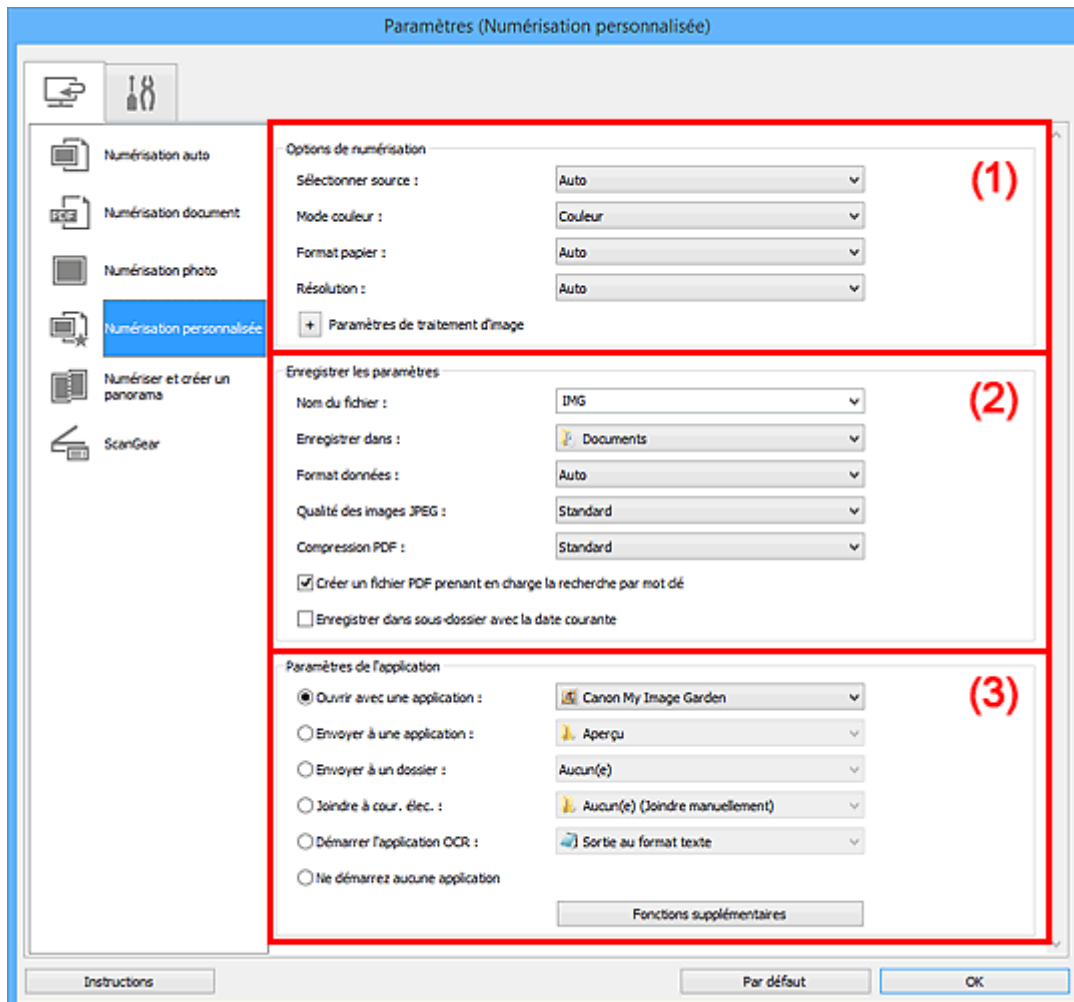 Paramètres (Numérisation personnalisée)
Numérisation auto
Numérisation document
Numérisation photo
Numérisation personnalisée
Numériser et créer un
panorama
ScanGear
Options de numérisation
(1)
Sélectionner source : Auto
Mode couleur : Couleur
Format papier : Auto
Résolution : Auto
+ Paramètres de traitement d'image
Enregistrer les paramètres
(2)
Nom du fichier : IMG
Enregistrer dans : Documents
Format données : Auto
Qualité des images JPEG : Standard
Compression PDF : Standard
Créer un fichier PDF prenant en charge la recherche par mot clé
Enregistrer dans sous-dossier avec la date courante
Paramètres de l'application
(3)
Ouvrir avec une application : Canon My Image Garden
Envoyer à une application : Aperçu
Envoyer à un dossier : Aucun(e)
Joindre à cour. élec. : Aucun(e) (Joindre manuellement)
Démarrer l'application OCR : Sortie au format texte
Ne démarrez aucune application
Fonctions supplémentaires
Instructions Par défaut OK